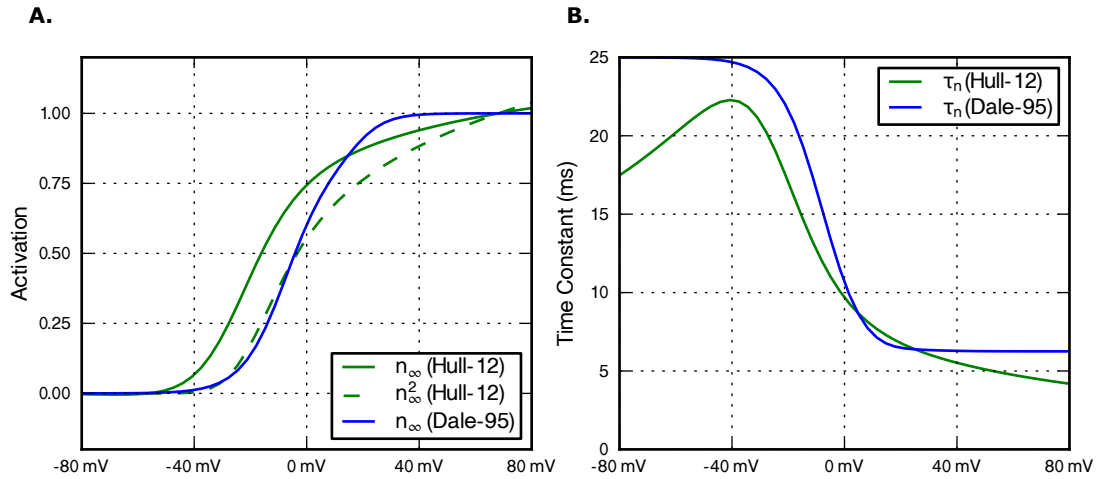 A.
B.
Activation
1.00
0.75
0.50
0.25
0.00
-80 mV
-40 mV
0 mV
40 mV
80 mV
n∞ (Hull-12)
n²∞ (Hull-12)
n∞ (Dale-95)
Time Constant (ms)
25
20
15
10
5
0
-80 mV
-40 mV
0 mV
40 mV
80 mV
τn (Hull-12)
τn (Dale-95)